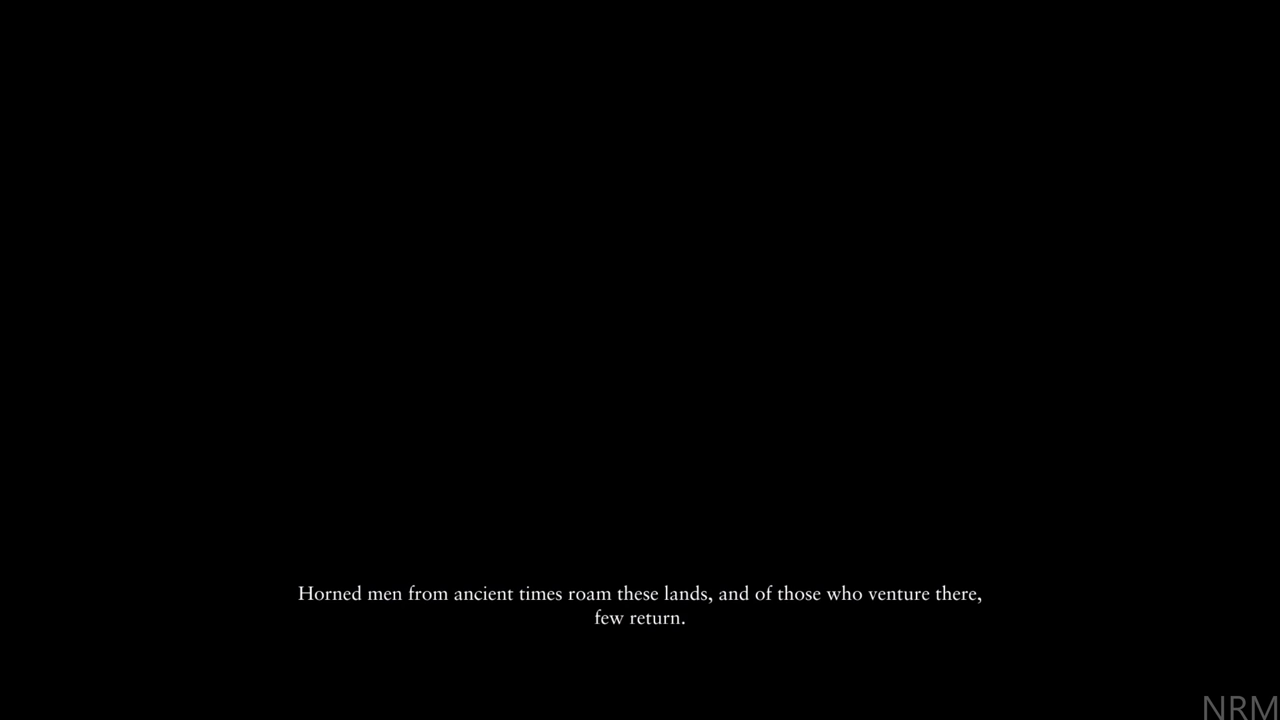 Horned men from ancient times roam these lands, and of those who venture there,
few return.
NRM